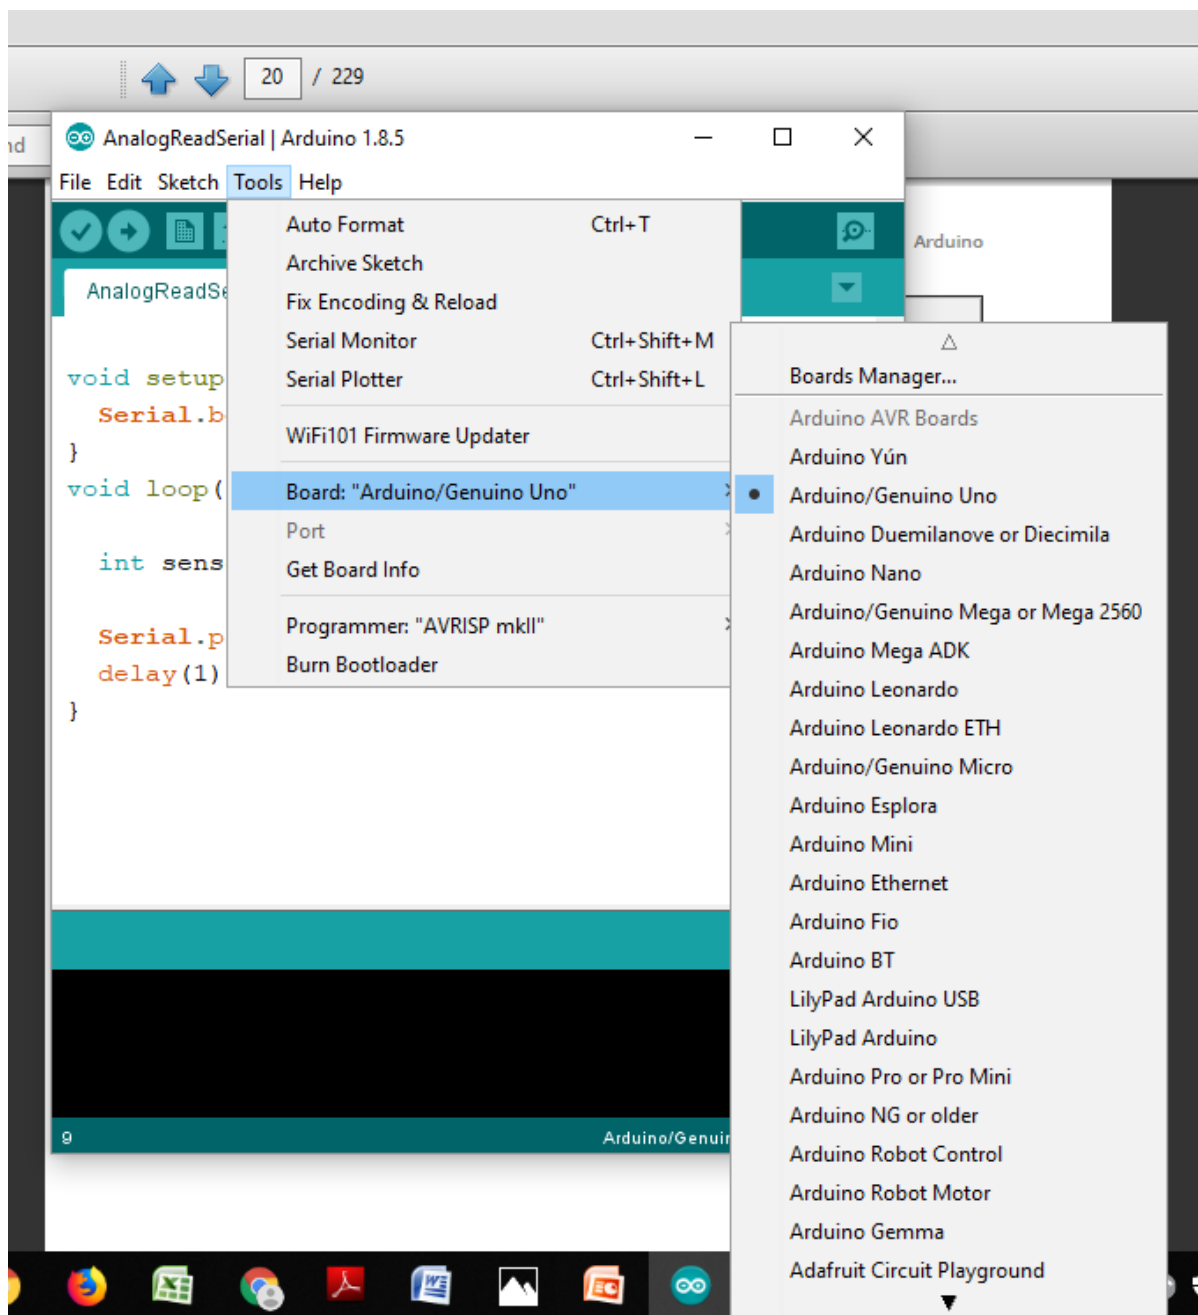 20 / 229
nd
AnalogReadSerial | Arduino 1.8.5
File Edit Sketch Tools Help
Arduino
AnalogReadSe
Auto Format Ctrl+T
Archive Sketch
Fix Encoding & Reload
Serial Monitor Ctrl+Shift+M
Serial Plotter Ctrl+Shift+L
WiFi101 Firmware Updater
Board: "Arduino/Genuino Uno"
Port
Get Board Info
Programmer: "AVRISP mkII"
Burn Bootloader
void setup
Serial.b
}
void loop(
int sens
Serial.p
delay(1)
}
Boards Manager...
Arduino AVR Boards
Arduino Yún
Arduino/Genuino Uno
Arduino Duemilanove or Diecimila
Arduino Nano
Arduino/Genuino Mega or Mega 2560
Arduino Mega ADK
Arduino Leonardo
Arduino Leonardo ETH
Arduino/Genuino Micro
Arduino Esplora
Arduino Mini
Arduino Ethernet
Arduino Fio
Arduino BT
LilyPad Arduino USB
LilyPad Arduino
Arduino Pro or Pro Mini
Arduino NG or older
Arduino Robot Control
Arduino Robot Motor
Arduino Gemma
Adafruit Circuit Playground
9 Arduino/Genuin